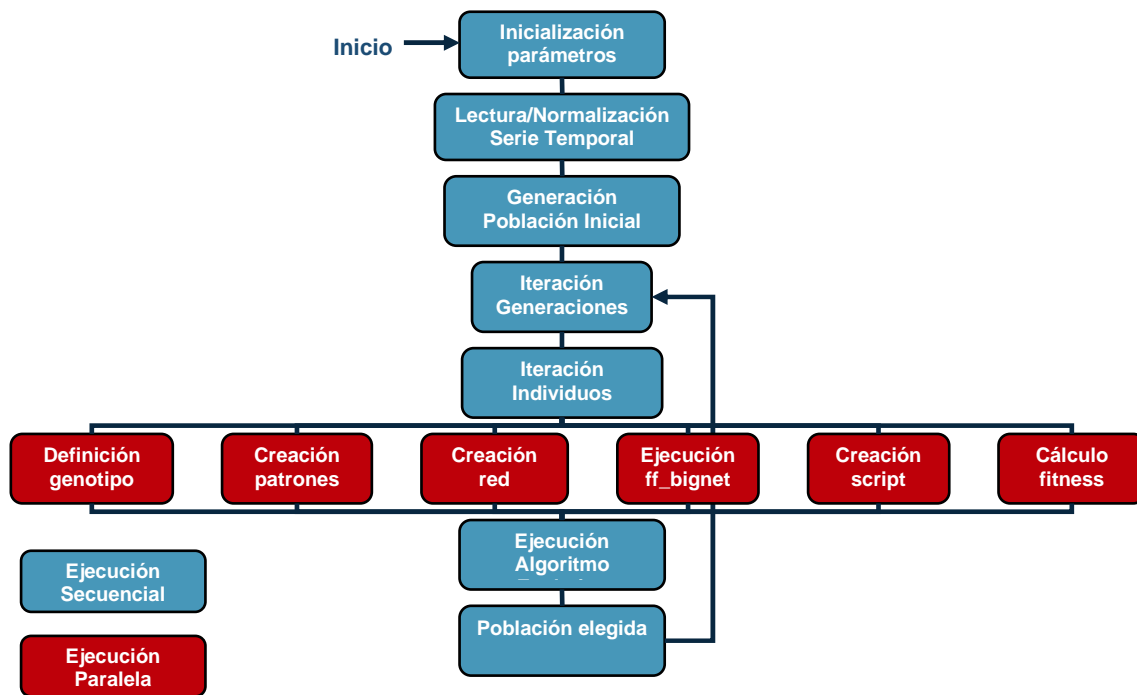 Inicio
Inicialización
parámetros
Lectura/Normalización
Serie Temporal
Generación
Población Inicial
Iteración
Generaciones
Iteración
Individuos
Definición
genotipo
Creación
patrones
Creación
red
Ejecución
ff_bignet
Creación
script
Cálculo
fitness
Ejecución
Algoritmo
Población elegida
Ejecución
Secuencial
Ejecución
Paralela